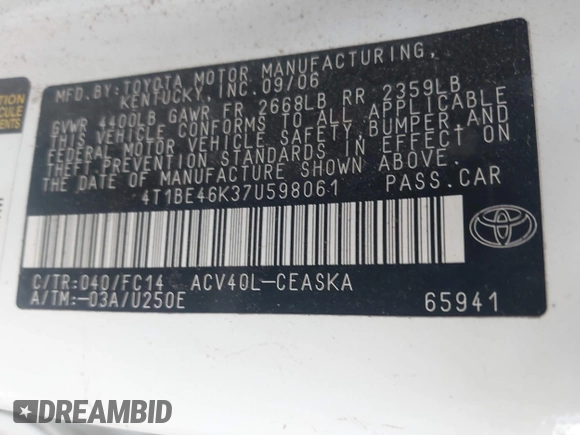 MFD.BY: TOYOTA MOTOR MANUFACTURING,
KENTUCKY, INC. 09/06
GVWR 4400LB GAWR FR 2668LB RR 2359LB
THIS VEHICLE CONFORMS TO ALL APPLICABLE
FEDERAL MOTOR VEHICLE SAFETY, BUMPER, AND
THEFT PREVENTION STANDARDS IN EFFECT ON
THE DATE OF MANUFACTURE SHOWN ABOVE.
4T1BE46K37U598061 PASS.CAR
C/TR:040/FC14 ACV40L-CEASKA
A/TM:-03A/U250E 65941
DREAMBID